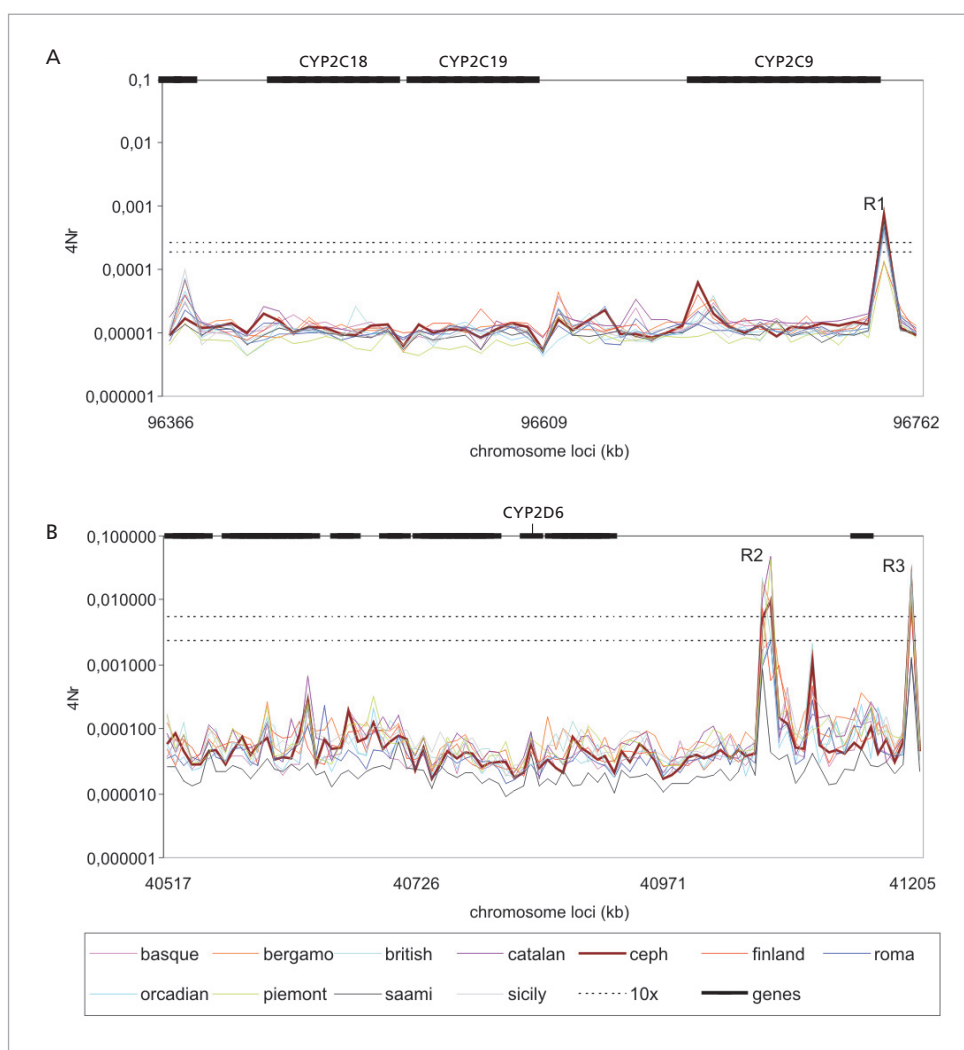 A
CYP2C18 CYP2C19 CYP2C9
0,1
0,01
0,001
0,0001
0,00001
0,000001
4Nr
R1
96366 96609 96762
chromosome loci (kb)
CYP2D6
B
0,100000
0,010000
0,001000
0,000100
0,000010
0,000001
4Nr
R2 R3
40517 40726 40971 41205
chromosome loci (kb)
basque bergamo british catalan ceph finland roma
orcadian piemont saami sicily 10x genes